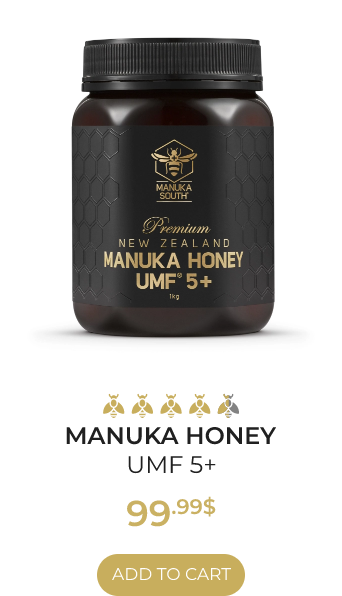 MANUKA
SOUTH
Premium
NEW ZEALAND
MANUKA HONEY
UMF® 5+
1kg
MANUKA HONEY
UMF 5+
99.99$
ADD TO CART